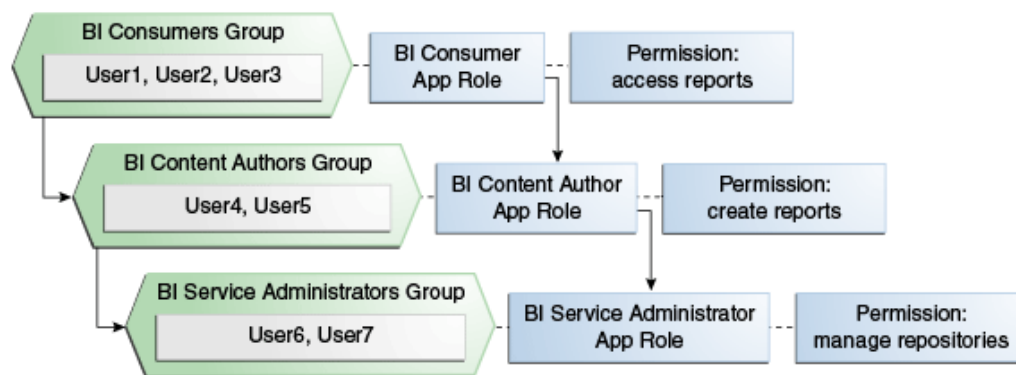 BI Consumers Group
User1, User2, User3
BI Consumer
App Role
Permission:
access reports
BI Content Authors Group
User4, User5
BI Content Author
App Role
Permission:
create reports
BI Service Administrators Group
User6, User7
BI Service Administrator
App Role
Permission:
manage repositories